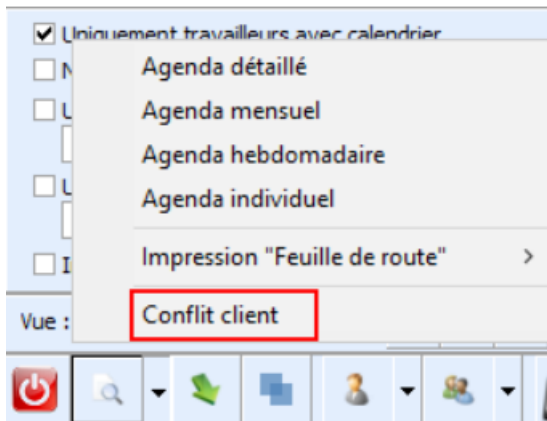 Uniquement travailleurs avec calendrier
N
Agenda détaillé
U
Agenda mensuel
Agenda hebdomadaire
U
Agenda individuel
I
Impression "Feuille de route"
Vue :
Conflit client